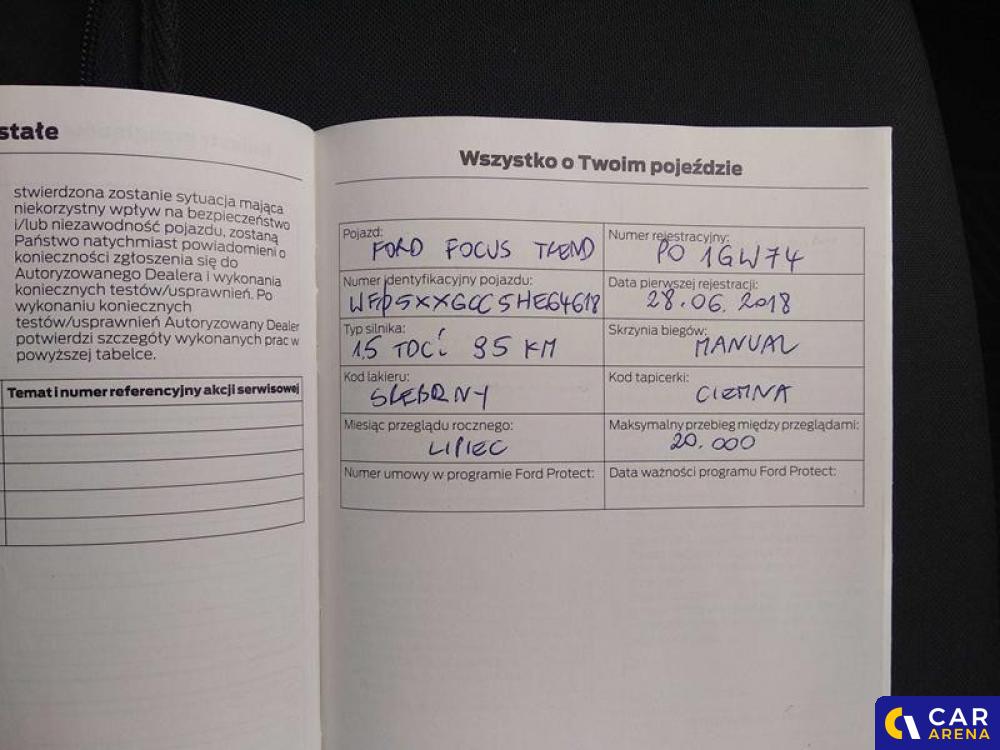 stałe
stwierdzona zostanie sytuacja mająca
niekorzystny wpływ na bezpieczeństwo
i/lub niezawodność pojazdu, zostaną
Państwo natychmiast powiadomieni o
konieczności zgłoszenia się do
Autoryzowanego Dealera i wykonania
koniecznych testów/usprawnień. Po
wykonaniu koniecznych
testów/usprawnień Autoryzowany Dealer
potwierdzi szczegóły wykonanych prac w
powyższej tabelce.
Temat i numer referencyjny akcji serwisowej
Wszystko o Twoim pojeździe
Pojazd:
FORD FOCUS TREND
Numer rejestracyjny:
PO 1GW74
Numer identyfikacyjny pojazdu:
WF05XXGCC5HE64618
Data pierwszej rejestracji:
28.06.2018
Typ silnika:
1,5 TDCi 95 KM
Skrzynia biegów:
MANUAL
Kod lakieru:
SREBRNY
Kod tapicerki:
CIEMNA
Miesiąc przeglądu rocznego:
LIPIEC
Maksymalny przebieg między przeglądami:
20.000
Numer umowy w programie Ford Protect:
Data ważności programu Ford Protect:
CAR
ARENA